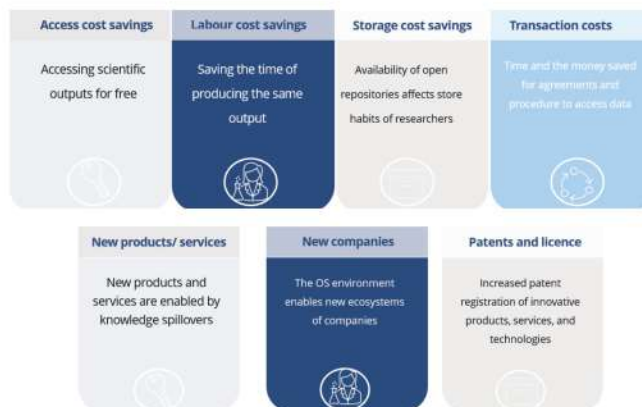 Access cost savings
Accessing scientific
outputs for free
Labour cost savings
Saving the time of
producing the same
output
Storage cost savings
Availability of open
repositories affects store
habits of researchers
Transaction costs
Time and the money saved
for agreements and
procedure to access data
New products/ services
New products and
services are enabled by
knowledge spillovers
New companies
The OS environment
enables new ecosystems
of companies
Patents and licence
Increased patent
registration of innovative
products, services, and
technologies